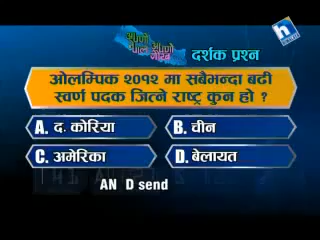 दर्शक प्रश्न
ओलम्पिक २०१२ मा सबैभन्दा बढी
स्वर्ण पदक जित्ने राष्ट्र कुन हो ?
A. द. कोरिया
B. चीन
C. अमेरिका
D. बेलायत
AN D send